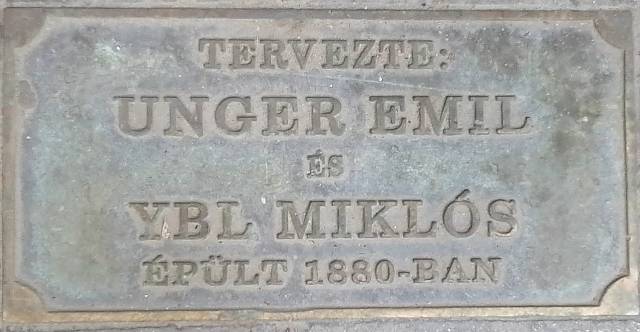 TERVEZTE:
UNGER EMIL
ÉS
YBL MIKLÓS
ÉPÜLT 1880-BAN